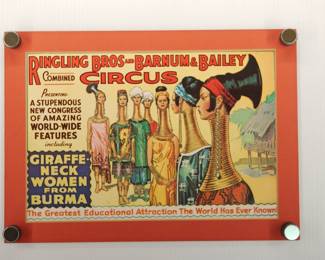 RINGLING BROS AND BARNUM & BAILEY
COMBINED CIRCUS
PRESENTING
A STUPENDOUS
NEW CONGRESS
OF AMAZING
WORLD-WIDE
FEATURES
including
GIRAFFE-
NECK
WOMEN
FROM
BURMA
The Greatest Educational Attraction The World Has Ever Known!